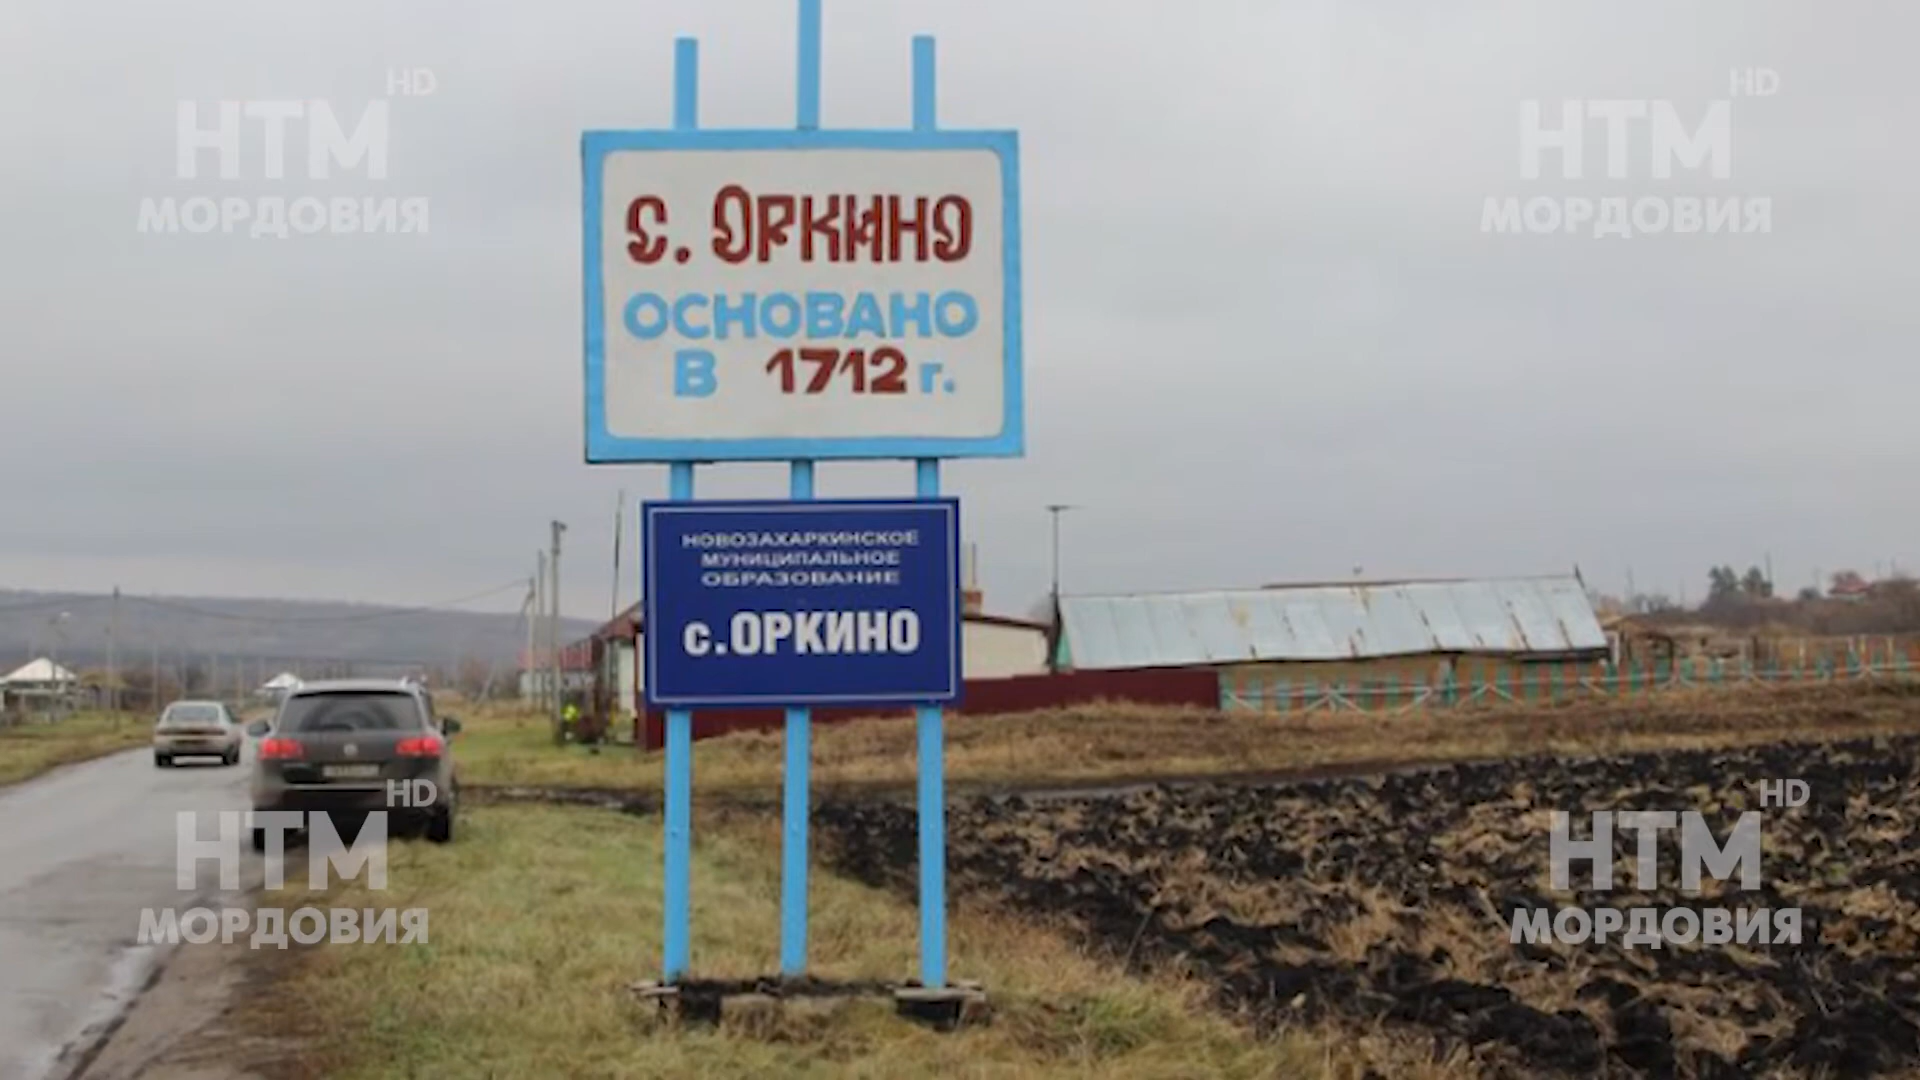 HD
НТМ
МОРДОВИЯ
HD
НТМ
МОРДОВИЯ
с. ОРКИНО
ОСНОВАНО
В 1712 г.
НОВОЗАХАРКИНСКОЕ
МУНИЦИПАЛЬНОЕ
ОБРАЗОВАНИЕ
с.ОРКИНО
HD
НТМ
МОРДОВИЯ
HD
НТМ
МОРДОВИЯ